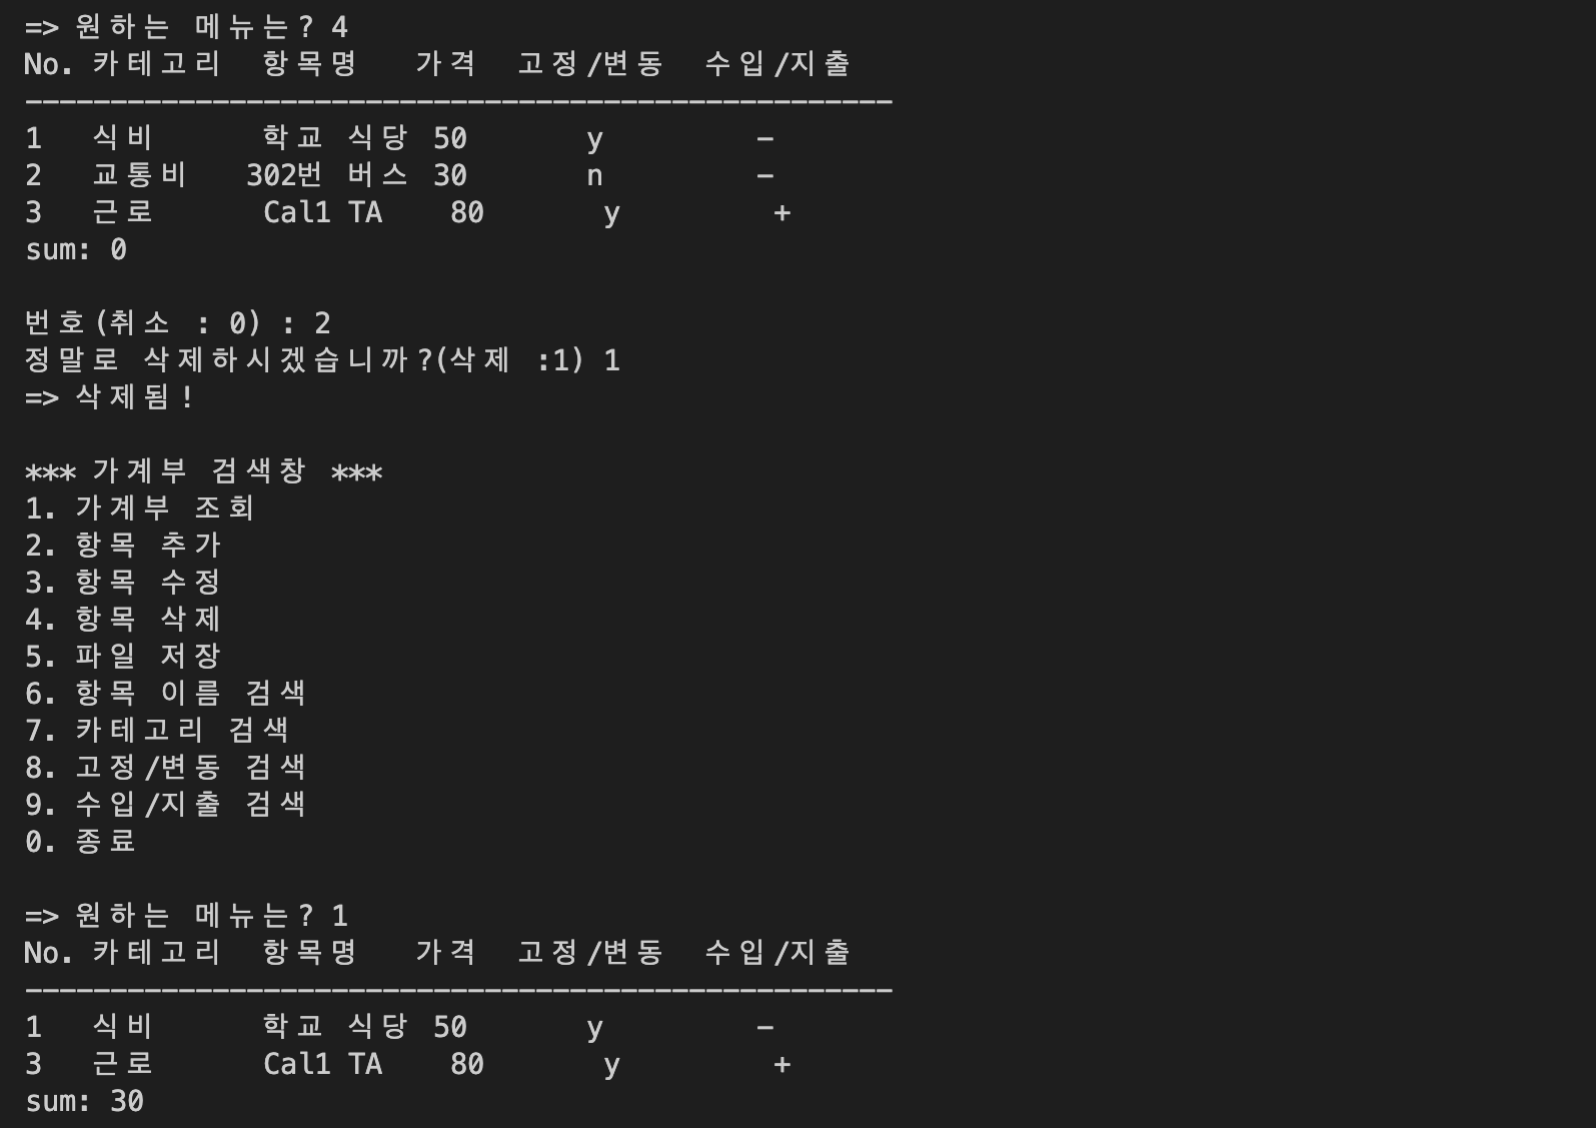 => 원하는 메뉴는? 4
No. 카테고리 항목명 가격 고정/변동 수입/지출
---------------------------------------------------
1 식비 학교 식당 50 y -
2 교통비 302번 버스 30 n -
3 근로 Cal1 TA 80 y +
sum: 0
번호(취소 : 0) : 2
정말로 삭제하시겠습니까?(삭제 :1) 1
=> 삭제됨!
*** 가계부 검색창 ***
1. 가계부 조회
2. 항목 추가
3. 항목 수정
4. 항목 삭제
5. 파일 저장
6. 항목 이름 검색
7. 카테고리 검색
8. 고정/변동 검색
9. 수입/지출 검색
0. 종료
=> 원하는 메뉴는? 1
No. 카테고리 항목명 가격 고정/변동 수입/지출
---------------------------------------------------
1 식비 학교 식당 50 y -
3 근로 Cal1 TA 80 y +
sum: 30